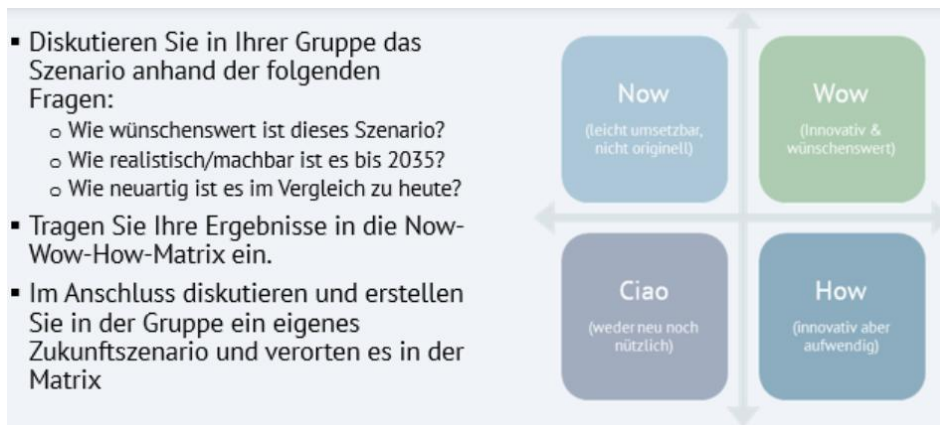 ▪ Diskutieren Sie in Ihrer Gruppe das
Szenario anhand der folgenden
Fragen:
o Wie wünschenswert ist dieses Szenario?
o Wie realistisch/machbar ist es bis 2035?
o Wie neuartig ist es im Vergleich zu heute?
▪ Tragen Sie Ihre Ergebnisse in die Now-
Wow-How-Matrix ein.
▪ Im Anschluss diskutieren und erstellen
Sie in der Gruppe ein eigenes
Zukunftszenario und verorten es in der
Matrix
Now
(leicht umsetzbar,
nicht originell)
Wow
(Innovativ &
wünschenswert)
Ciao
(weder neu noch
nützlich)
How
(innovativ aber
aufwendig)